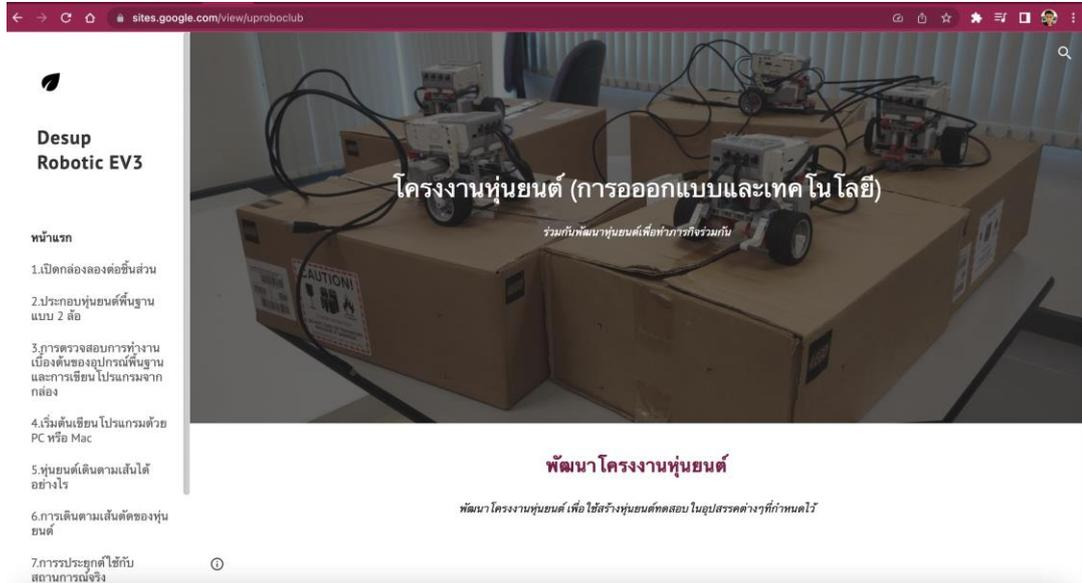 sites.google.com/view/uproboclub
Desup
Robotic EV3
หน้าแรก
1.เปิดกล่องลองต่อชิ้นส่วน
2.ประกอบหุ่นยนต์พื้นฐาน
แบบ 2 ล้อ
3.การตรวจสอบการทำงาน
เบื้องต้นของอุปกรณ์พื้นฐาน
และการเขียนโปรแกรมจาก
กล่อง
4.เริ่มต้นเขียนโปรแกรมด้วย
PC หรือ Mac
5.หุ่นยนต์เดินตามเส้นได้
อย่างไร
6.การเดินตามเส้นตัดของหุ่น
ยนต์
7.การรประยุกต์ใช้กับ
สถานการณ์จริง
โครงงานหุ่นยนต์ (การอออกแบบและเทคโนโลยี)
ร่วมกันพัฒนาหุ่นยนต์เพื่อทำภารกิจร่วมกัน
CAUTION!
พัฒนาโครงงานหุ่นยนต์
พัฒนาโครงงานหุ่นยนต์ เพื่อใช้สร้างหุ่นยนต์ทดสอบในอุปสรรคต่างๆที่กำหนดไว้